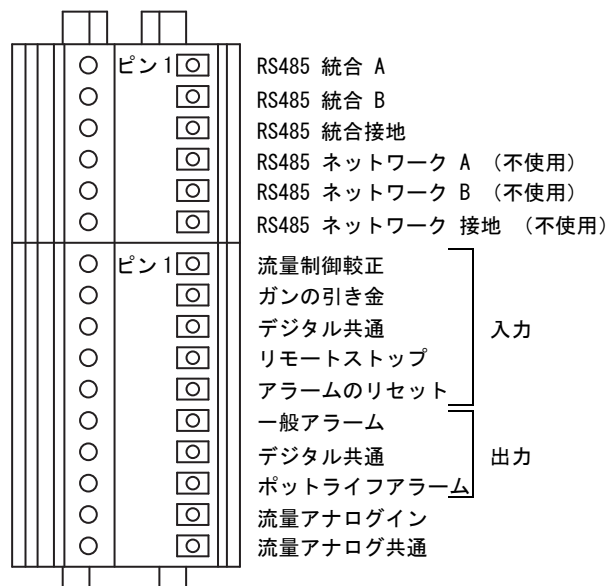 ピン1 RS485 統合 A
RS485 統合 B
RS485 統合接地
RS485 ネットワーク A （不使用）
RS485 ネットワーク B （不使用）
RS485 ネットワーク 接地 （不使用）
ピン1 流量制御較正
ガンの引き金
デジタル共通 入力
リモートストップ
アラームのリセット
一般アラーム
デジタル共通 出力
ポットライフアラーム
流量アナログイン
流量アナログ共通